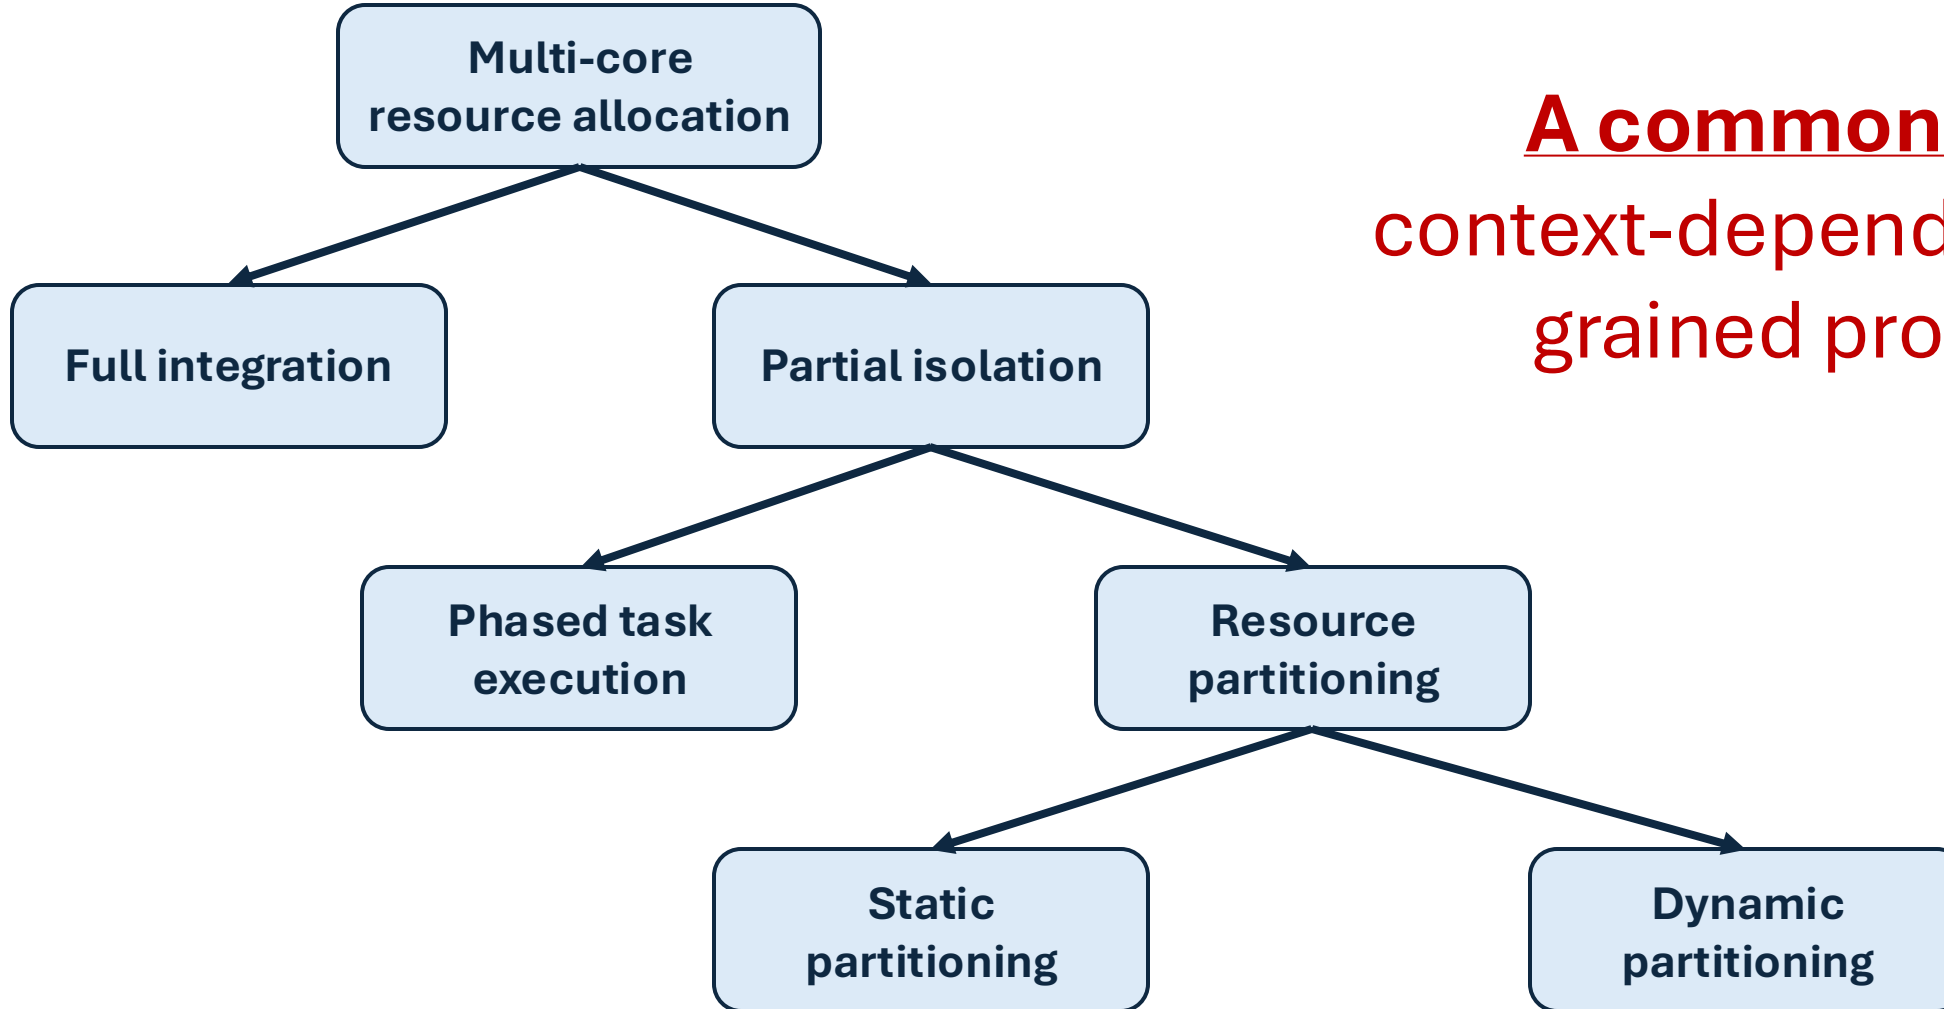 Multi-core
resource allocation
A common
context-depend
grained pro
Full integration
Partial isolation
Phased task
execution
Resource
partitioning
Static
partitioning
Dynamic
partitioning